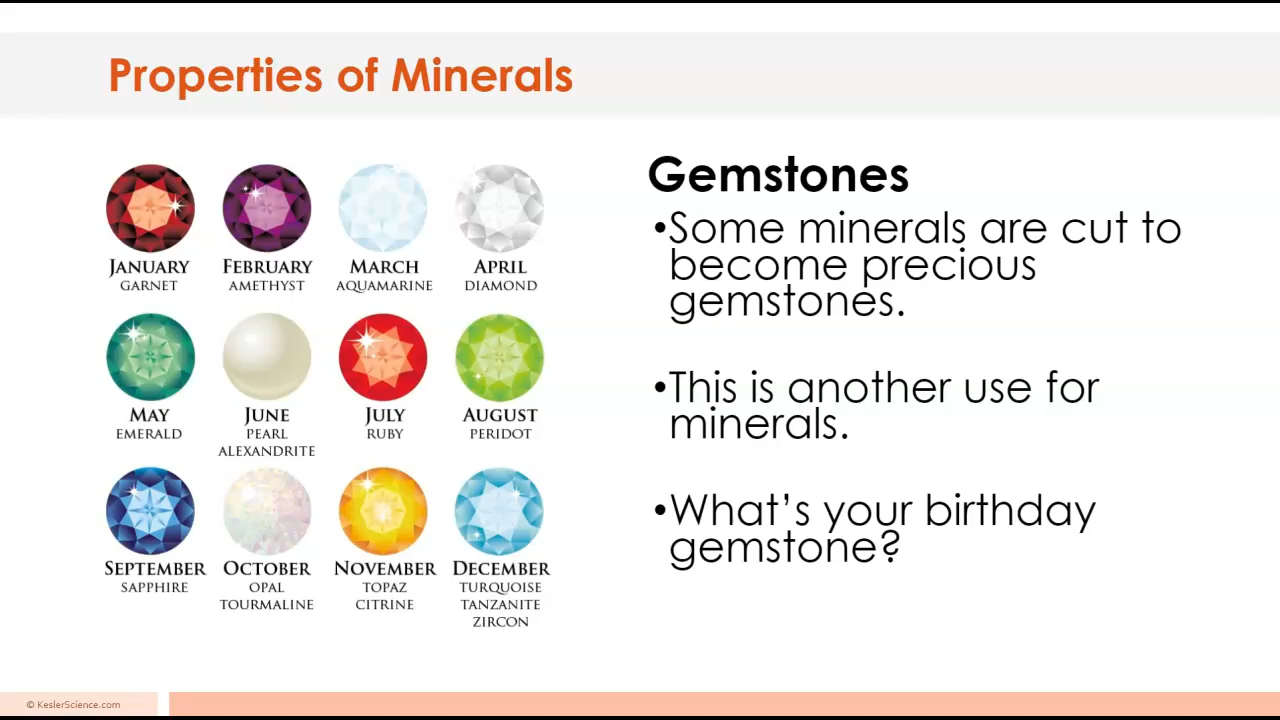 Properties of Minerals
JANUARY
GARNET
FEBRUARY
AMETHYST
MARCH
AQUAMARINE
APRIL
DIAMOND
MAY
EMERALD
JUNE
PEARL
ALEXANDRITE
JULY
RUBY
AUGUST
PERIDOT
SEPTEMBER
SAPPHIRE
OCTOBER
OPAL
TOURMALINE
NOVEMBER
TOPAZ
CITRINE
DECEMBER
TURQUOISE
TANZANITE
ZIRCON
Gemstones
•Some minerals are cut to
become precious
gemstones.
•This is another use for
minerals.
•What’s your birthday
gemstone?
© KeslerScience.com